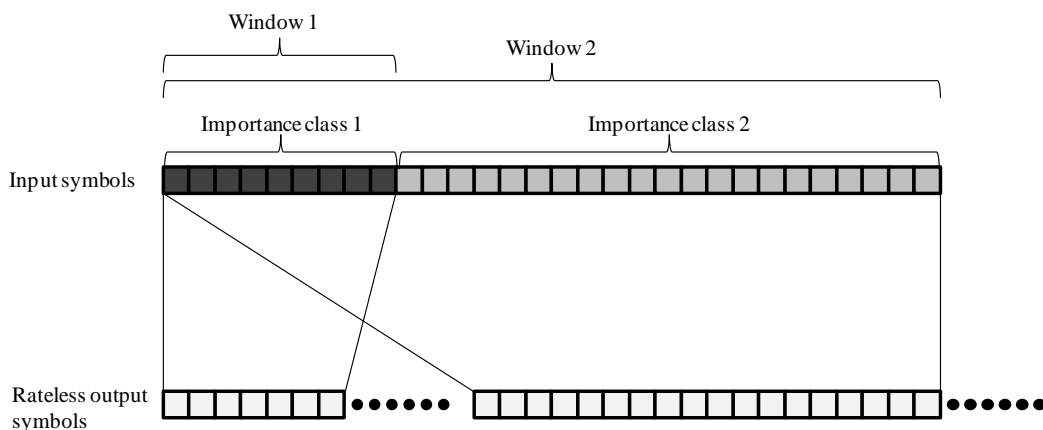 Window 1
Window 2
Importance class 1
Importance class 2
Input symbols
Rateless output
symbols